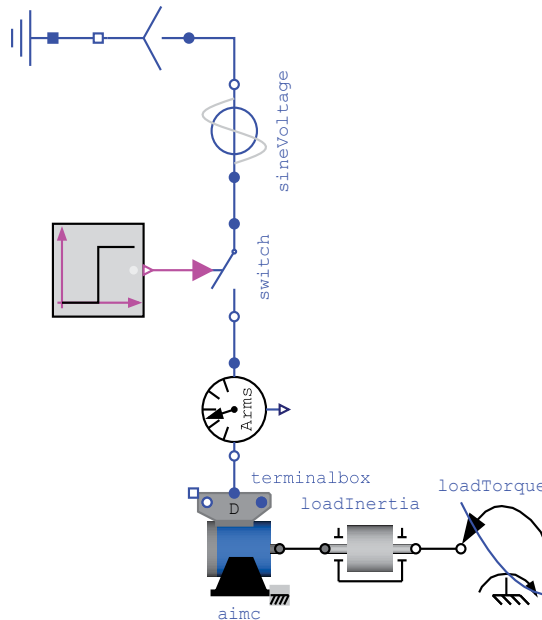 sineVoltage
switch
Arms
terminalbox
D
loadInertia
loadTorque
aimc